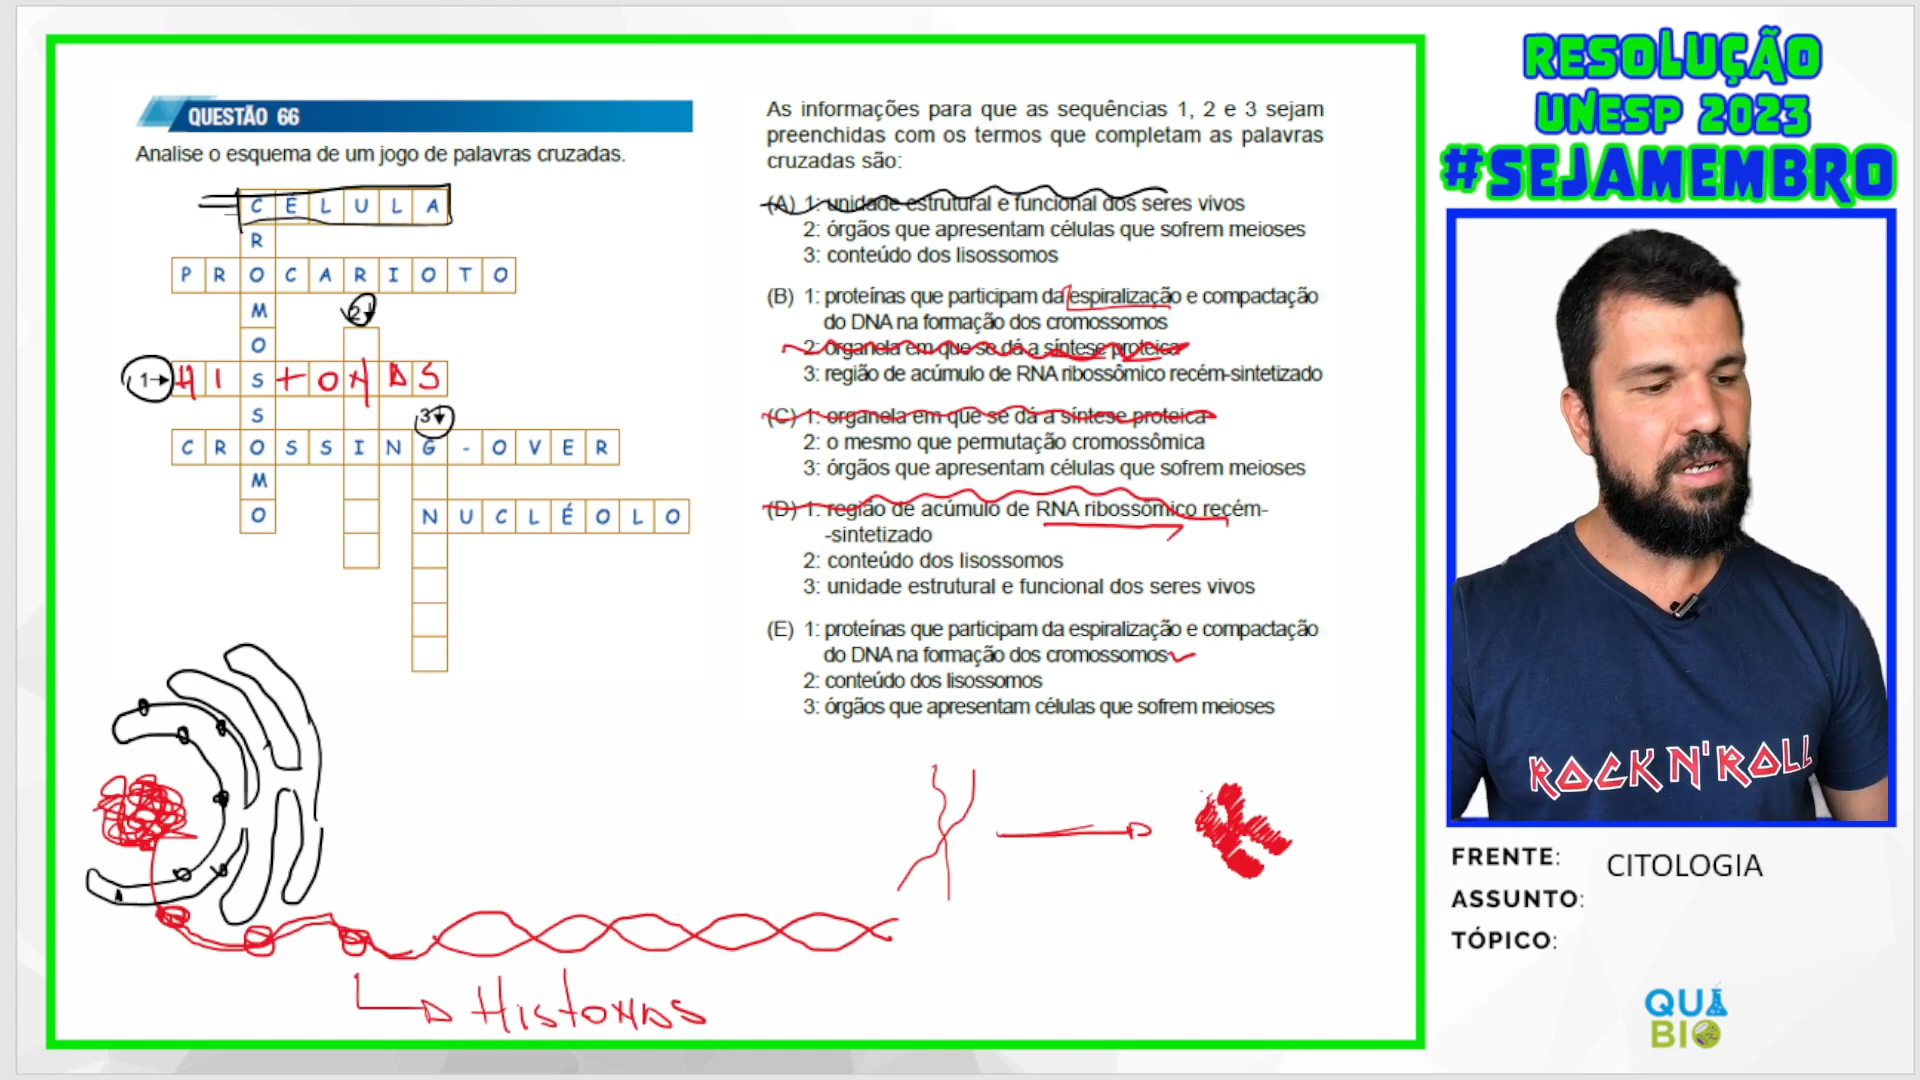 RESOLUÇÃO
UNESP 2023
#SEJAMEMBRO
QUESTÃO 66
Analise o esquema de um jogo de palavras cruzadas.
CÉLULA
R
PROCARIOTO
M
2
O
1 HISTONAS
S
3
CROSSING-OVER
M
O NUCLÉOLO
As informações para que as sequências 1, 2 e 3 sejam
preenchidas com os termos que completam as palavras
cruzadas são:
(A) 1: unidade estrutural e funcional dos seres vivos
2: órgãos que apresentam células que sofrem meioses
3: conteúdo dos lisossomos
(B) 1: proteínas que participam da espiralização e compactação
do DNA na formação dos cromossomos
2: organela em que se dá a síntese proteica
3: região de acúmulo de RNA ribossômico recém-sintetizado
(C) 1: organela em que se dá a síntese proteica
2: o mesmo que permutação cromossômica
3: órgãos que apresentam células que sofrem meioses
(D) 1: região de acúmulo de RNA ribossômico recém-
-sintetizado
2: conteúdo dos lisossomos
3: unidade estrutural e funcional dos seres vivos
(E) 1: proteínas que participam da espiralização e compactação
do DNA na formação dos cromossomos
2: conteúdo dos lisossomos
3: órgãos que apresentam células que sofrem meioses
Histonas
ROCK N' ROLL
FRENTE: CITOLOGIA
ASSUNTO:
TÓPICO:
QUA
BIO